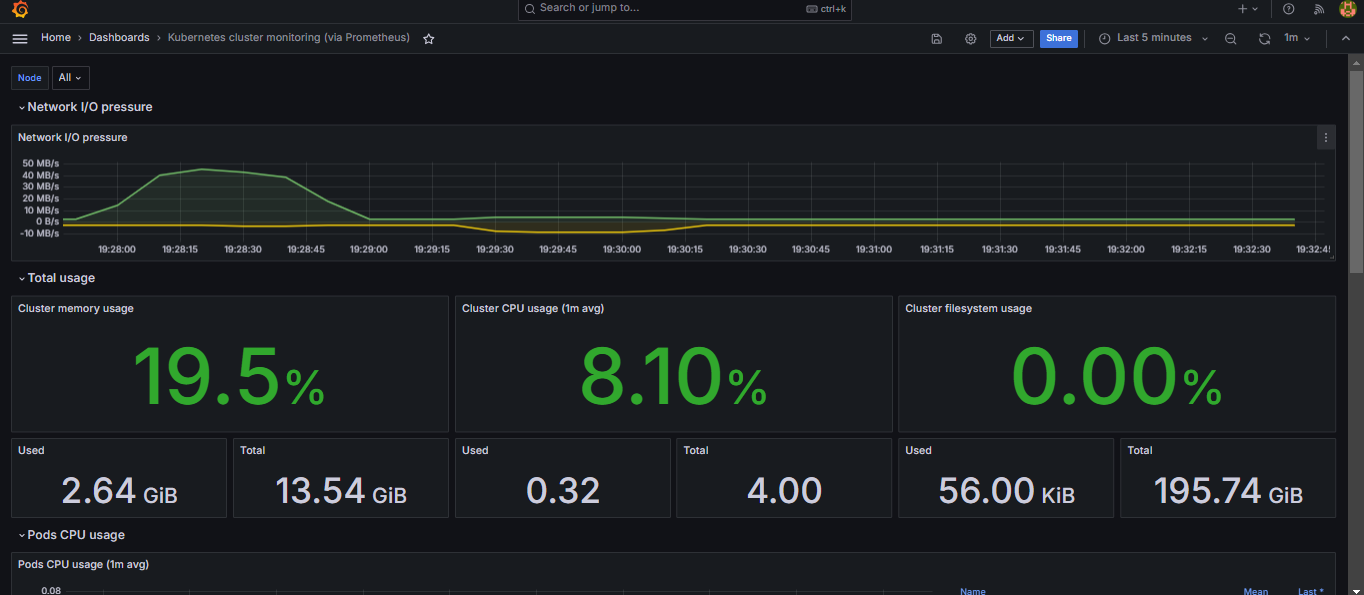 Search or jump to... ctrl+k
Home › Dashboards › Kubernetes cluster monitoring (via Prometheus) Add Share Last 5 minutes 1m
Node All
Network I/O pressure
Network I/O pressure
50 MB/s
40 MB/s
30 MB/s
20 MB/s
10 MB/s
0 B/s
-10 MB/s
19:28:00 19:28:15 19:28:30 19:28:45 19:29:00 19:29:15 19:29:30 19:29:45 19:30:00 19:30:15 19:30:30 19:30:45 19:31:00 19:31:15 19:31:30 19:31:45 19:32:00 19:32:15 19:32:30 19:32:4
Total usage
Cluster memory usage Cluster CPU usage (1m avg) Cluster filesystem usage
19.5% 8.10% 0.00%
Used Total Used Total Used Total
2.64 GiB 13.54 GiB 0.32 4.00 56.00 KiB 195.74 GiB
Pods CPU usage
Pods CPU usage (1m avg)
0.08 Name Mean Last *